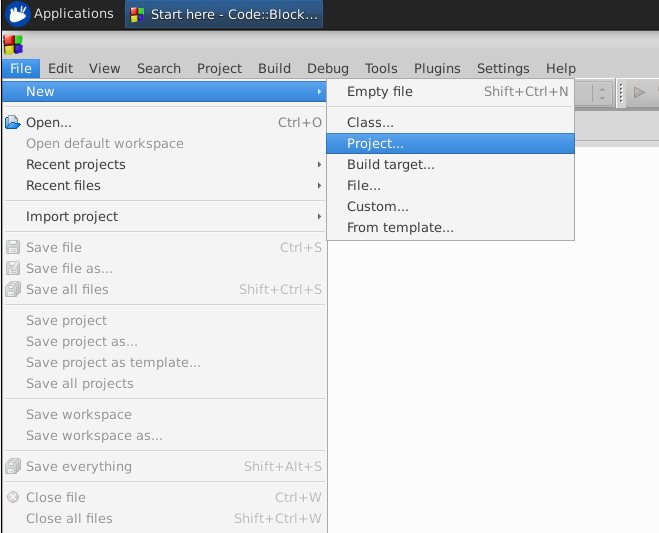 Applications
Start here - Code::Block...
File Edit View Search Project Build Debug Tools Plugins Settings Help
New
Open... Ctrl+O
Open default workspace
Recent projects
Recent files
Import project
Save file Ctrl+S
Save file as...
Save all files Shift+Ctrl+S
Save project
Save project as...
Save project as template...
Save all projects
Save workspace
Save workspace as...
Save everything Shift+Alt+S
Close file Ctrl+W
Close all files Shift+Ctrl+W
Empty file Shift+Ctrl+N
Class...
Project...
Build target...
File...
Custom...
From template...